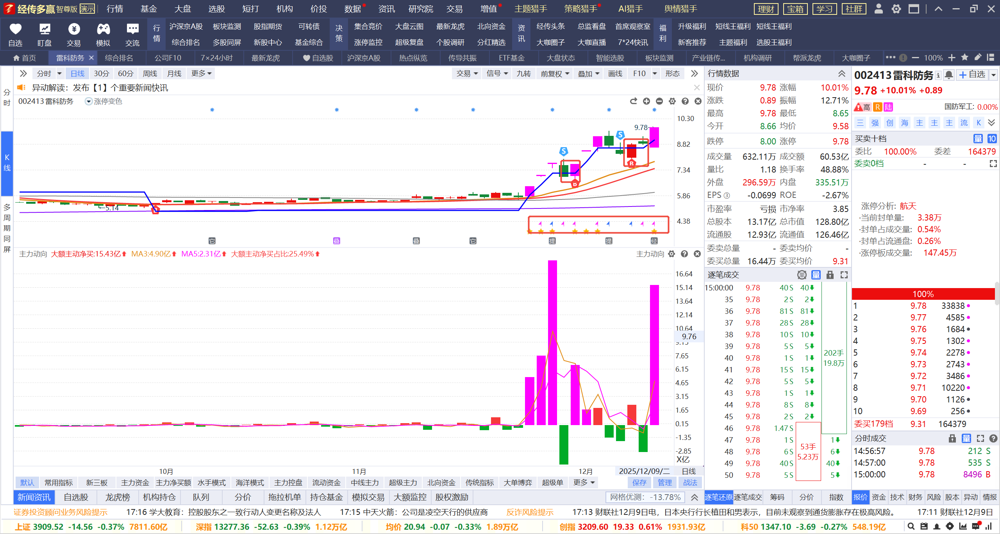 经传多赢 智尊版 演示 行情 基金 大盘 选股 短打 机构 价投 数据 资讯 研究院 交易 增值 主题猎手 策略猎手 AI猎手 舆情猎手 理财 宝箱 学习 社群
自选 盯盘 交易 模拟 交流
行情 沪深京A股 板块监测 股指期货 可转债 决策 集合竞价 大盘云图 最新龙虎 北向资金 资讯 经传头条 总监看盘 首席观察室 福利 升级福利 短线王福利 短线王福利
综合排名 多股同屏 新股中心 基金综合 涨停监控 超级复盘 个股调研 分红精选 大咖圈子 大咖直播 7*24快讯 新客推荐 主题福利 选股王福利
首页 雷科防务 综合排名 公司F10 7×24小时 最新龙虎 自选股 沪深京A股 热点纵览 传导共振 ETF基金 大盘状态 智能选股 板块监测 产业链传... 机构调研 帮派龙虎 大咖圈子 100%
分时
K线
多周期同屏
分时 日线 30分 60分 周线 月线 更多 交易 信号 九转 前复权 叠加 画线 F10 形态
异动解读：发布【1】个重要新闻快讯
002413 雷科防务 涨停变色
10.30
9.78
8.82
7.34
5.86
5.14
4.38
S
S
B
B
它 叠 叠 它 提 提 经
主力动向 大额主动净买:15.43亿 MA3:4.90亿 MA5:2.31亿 大额主动净买占比:25.49% 主力动向
16.64
15.14
13.64
12.14
10.64
9.76
9.15
7.65
6.15
4.65
3.15
1.65
0.15
-1.35
-2.85
X亿
10月 11月 12月 2025/12/09/二 日线
默认 常用指标 新三板 主力资金 主力净买额 水手模式 海洋模式 主力控盘 流动资金 中线主力 超级主力 北向资金 传统指标 大单博弈 超级单 更多 保存 管理 战法
新闻资讯 自选股 龙虎榜 机构持仓 队列 分价 拖拉机单 持仓基金 模拟交易 大额监控 股权激励 网格优测：-13.78%
行情数据
现价 9.78 涨幅 10.01%
涨跌 0.89 振幅 12.71%
最高 9.78 最低 8.65
今开 8.66 均价 9.58
跌停 8.00 涨停 9.78
成交量 632.11万 成交额 60.53亿
量比 1.18 换手率 48.88%
外盘 296.59万 内盘 335.51万
EPS③ -0.0699 ROE -2.67%
市盈率 亏损 市净率 3.85
总股本 13.17亿 总市值 128.80亿
流通股 12.93亿 流通值 126.46亿
委卖总量 - 委卖均价 -
委买总量 16.44万 委买均价 9.31
逐笔成交 单 量
15:00:00 9.78 40 S 40
35 9.78 2 S 2
36 9.78 81 S 81
37 9.78 28 S 28
38 9.78 10 S 10
39 9.78 5 S 5
40 9.78 1 S 1
41 9.78 15 S 15
42 9.78 5 S 5
43 9.78 1 S 1
44 9.78 8 S 8
45 9.78 2 S 2
46 9.78 1.47 S
47 9.78 1 S 1
48 9.78 6 S 6
49 9.78 40 S 40
50 9.78 5 S 5
202手
19.8万
53手
5.23万
逐笔还原 逐笔成交 筹码 分价 指数
002413 雷科防务 自选
9.78 +10.01% +0.89
高 R 陆 国防军工: 0.00%
三 强 创 海 主 主 主 流 K
买卖十档 量 10
委比 100.00% 委差 164379
委卖0档 - -
涨停分析: 航天
·当前封单量: 3.38万
·封单占成交量: 0.54%
·封单占流通盘: 0.26%
·涨停板成交量: 147.45万
100%
1 9.78 33838
2 9.77 4585
3 9.76 1684
4 9.75 1302
5 9.74 2278
6 9.73 2743
7 9.72 3486
8 9.71 10220
9 9.70 1126
10 9.69 256
委买179档 9.31 164379
分时成交 量
14:56:57 9.78 212 S
14:57:00 9.78 535 S
15:00:00 9.78 8496 B
报价 资金 技术 财务 风险 股本 异动 情报
证券投资顾问业务风险提示 17:16 学大教育：控股股东之一致行动人变更名称及法人 17:15 中天火箭：公司是凌空天行的供应商 反诈风险提示 17:13 财联社12月9日电，日本央行行长植田和男表示，目前未观察到通货膨胀存在极高风险。 17:11 财联社12月9日
上证 3909.52 -14.56 -0.37% 7811.60亿 深指 13277.36 -52.63 -0.39% 1.12万亿 均价 20.94 -0.07 -0.33% 1.89万亿 创指 3209.60 19.33 0.61% 1931.93亿 科50 1347.10 -3.69 -0.27% 548.19亿